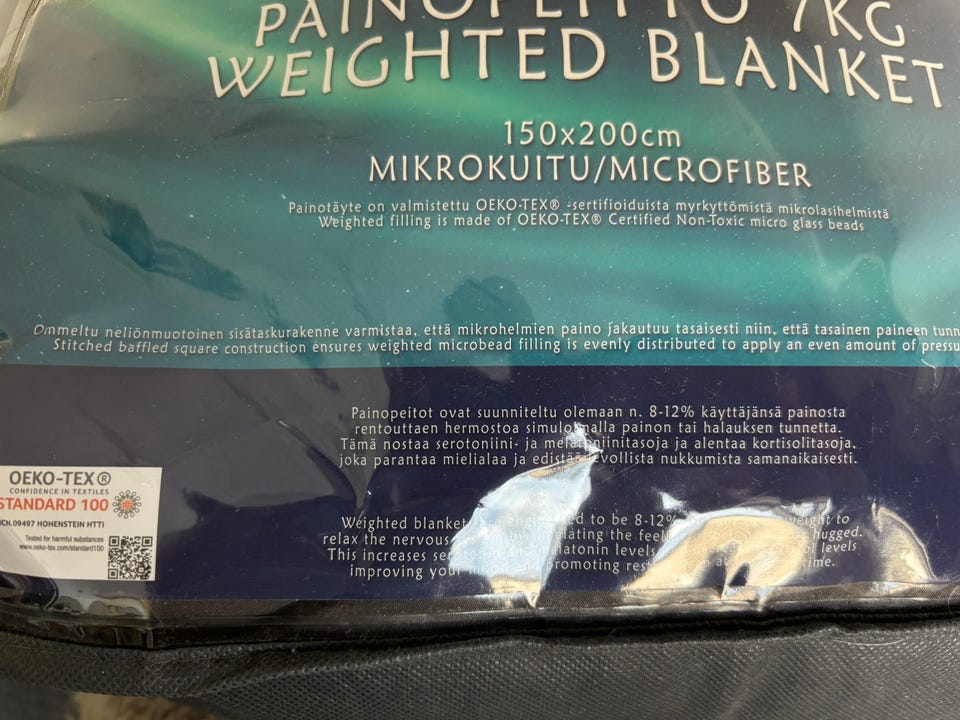 PAINOPEITTO 7KG
WEIGHTED BLANKET
150x200cm
MIKROKUITU/MICROFIBER
Painotäyte on valmistettu OEKO-TEX® -sertifioiduista myrkyttömistä mikrolasihelmistä
Weighted filling is made of OEKO-TEX® Certified Non-Toxic micro glass beads
Ommeltu neliönmuotoinen sisätaskurakenne varmistaa, että mikrohelmien paino jakautuu tasaisesti niin, että tasainen paineen
Stitched baffled square construction ensures weighted microbead filling is evenly distributed to apply an even amount of
Painopeitot ovat suunniteltu olemaan n. 8-12% käyttäjänsä painosta
rentouttaen hermostoa simuloimalla painon tai halauksen tunnetta.
Tämä nostaa serotoniini- ja melatoniinitasoja ja alentaa kortisolitasoja,
joka parantaa mielialaa ja edistää levollista nukkumista samanaikaisesti.
OEKO-TEX®
CONFIDENCE IN TEXTILES
STANDARD 100
09497 HOHENSTEIN HTTI
Tested for harmful substances
www.oeko-tex.com/standard100
Weighted blanket to be 8-12% weight to
relax the nervous hugged.
This increases levels levels
improving your promoting time.